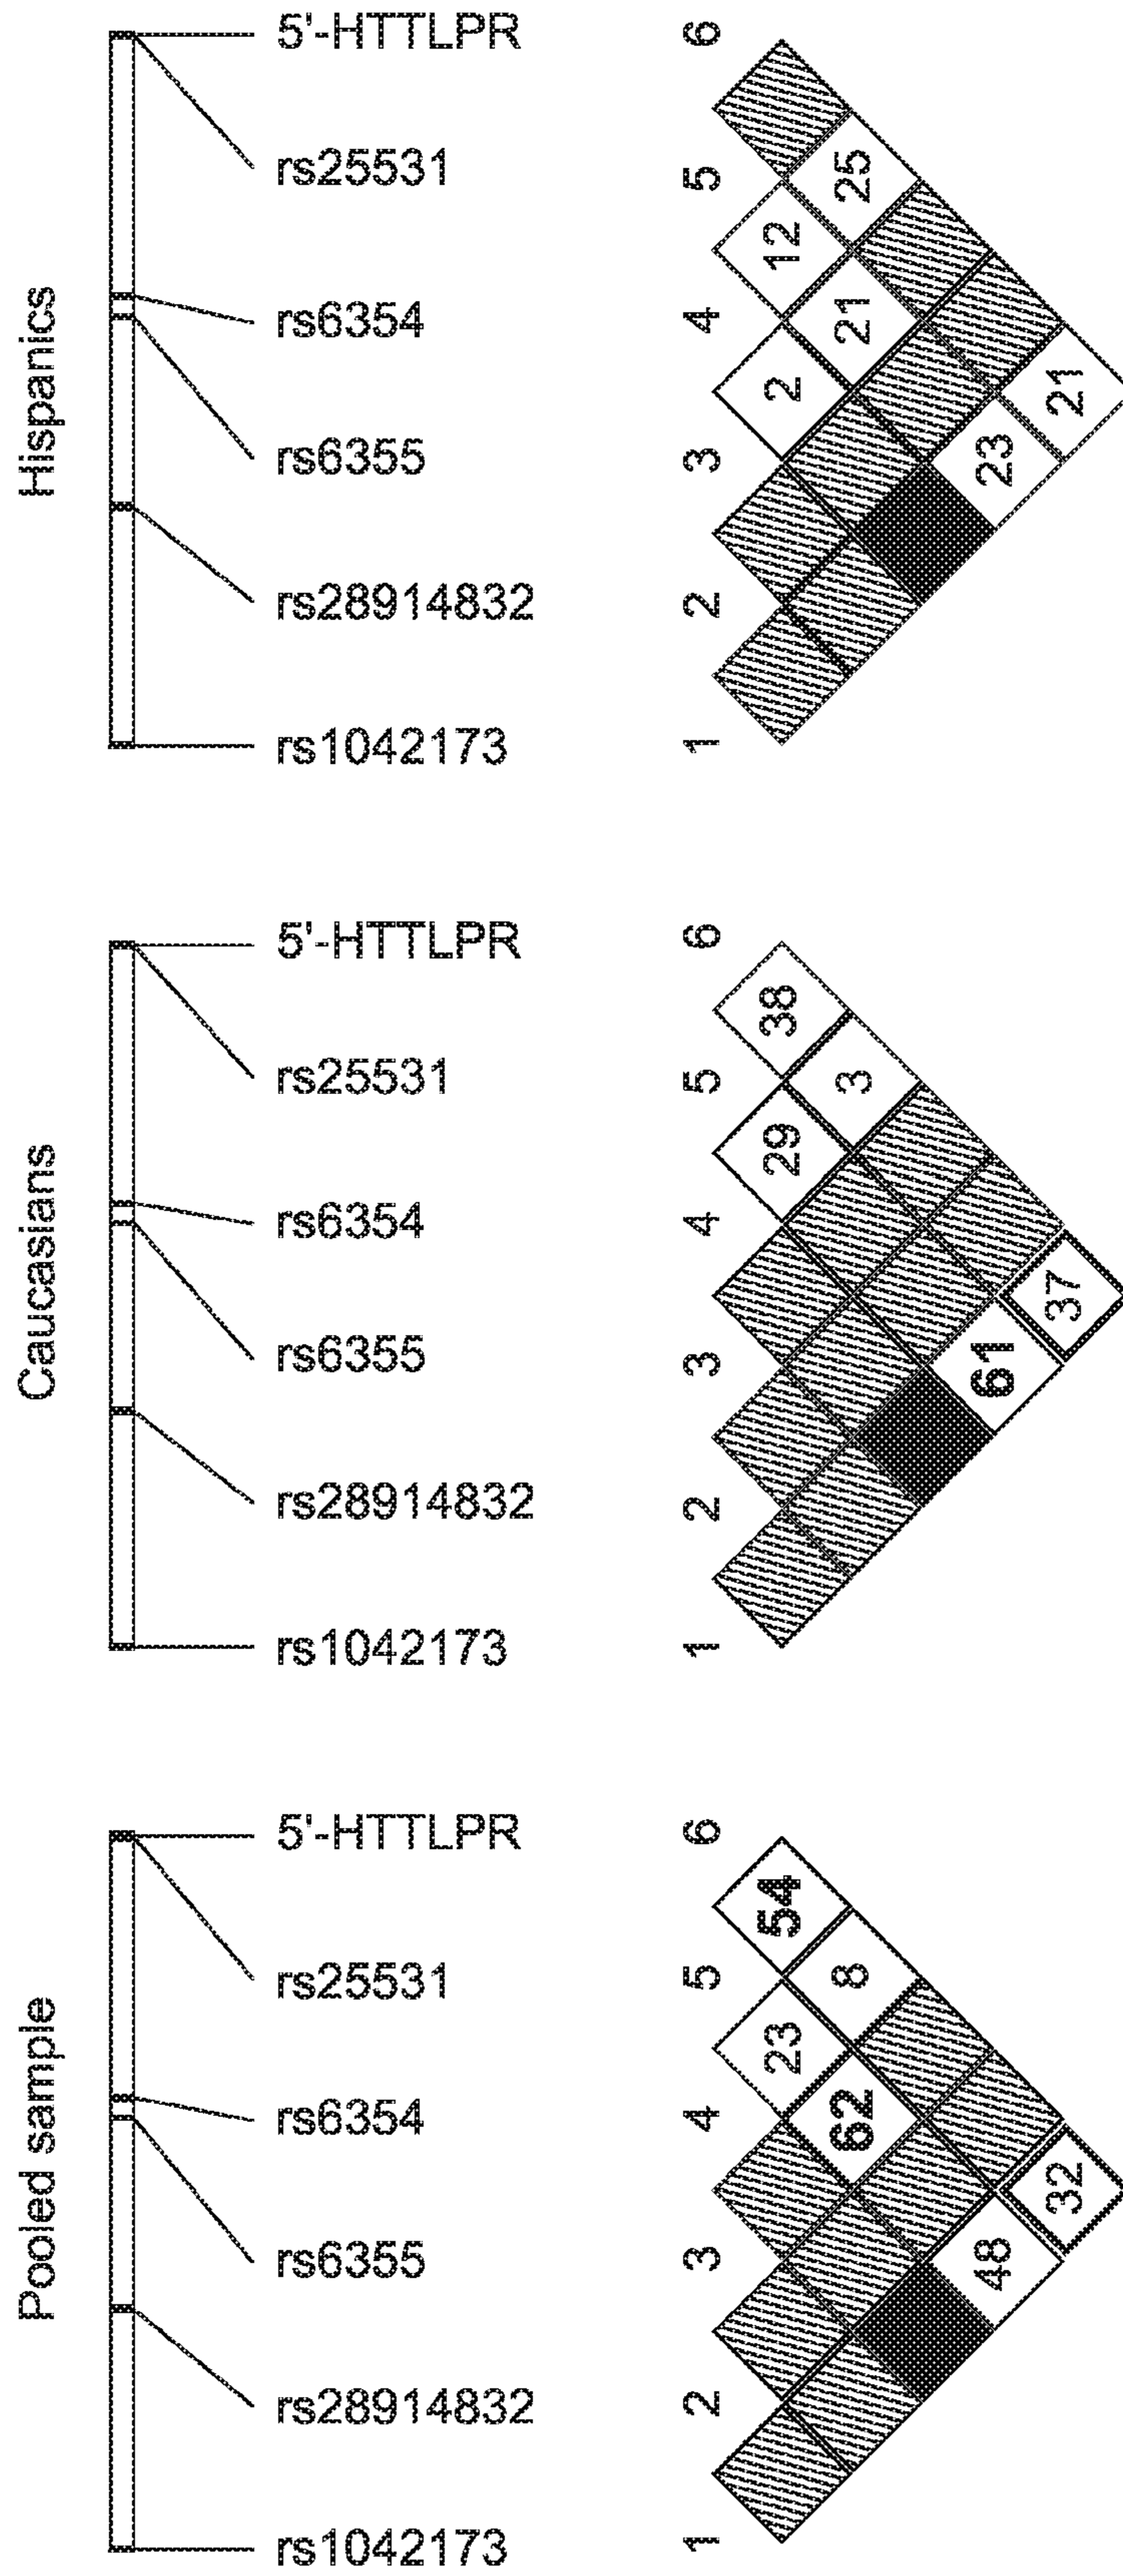 Pooled sample
rs1042173
rs28914832
rs6355
rs6354
rs25531
5'-HTTLPR
1 2 3 4 5 6
23 54
62 8
48
32
Caucasians
rs1042173
rs28914832
rs6355
rs6354
rs25531
5'-HTTLPR
1 2 3 4 5 6
29 38
3
61
37
Hispanics
rs1042173
rs28914832
rs6355
rs6354
rs25531
5'-HTTLPR
1 2 3 4 5 6
2 12
21 25
23
21